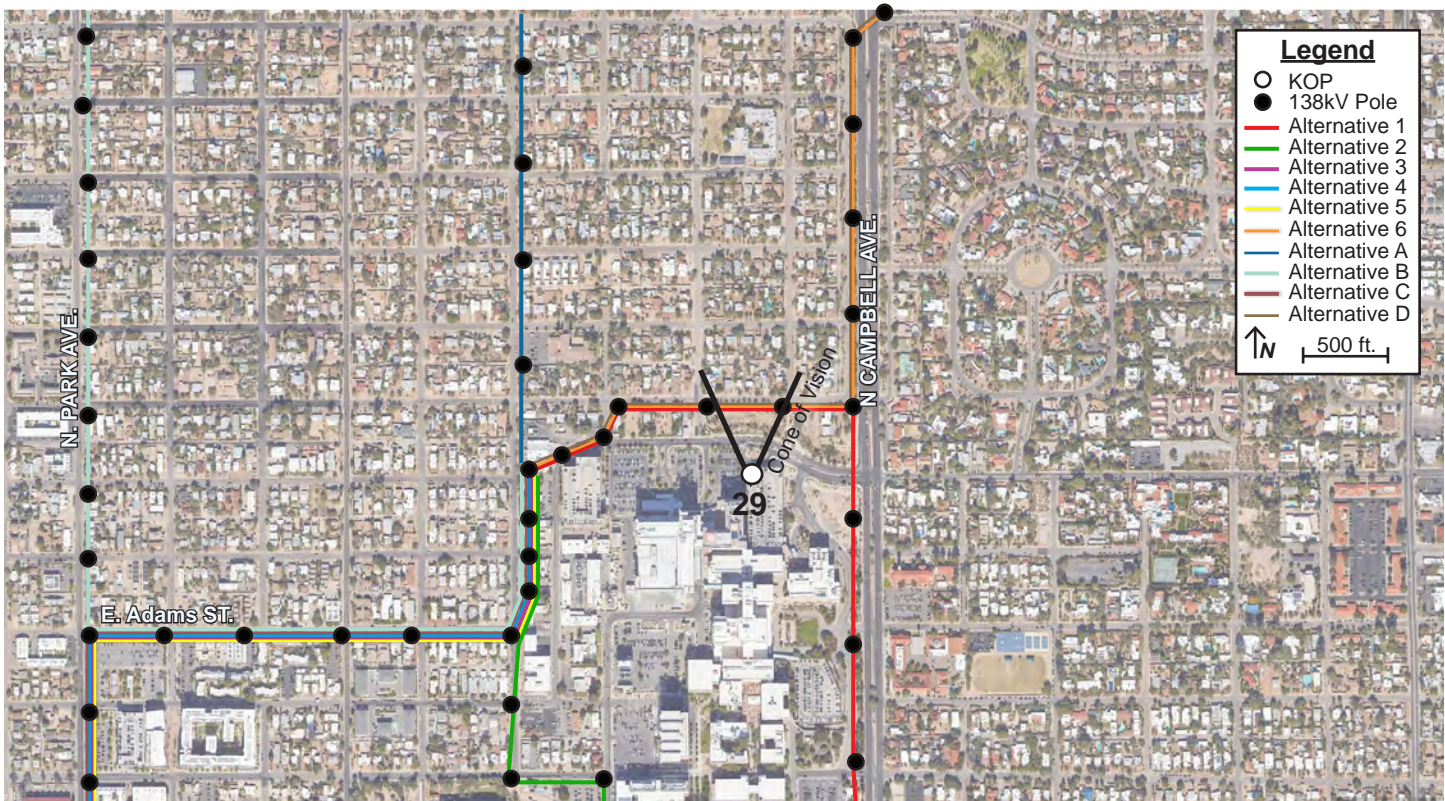 Legend
KOP
138kV Pole
Alternative 1
Alternative 2
Alternative 3
Alternative 4
Alternative 5
Alternative 6
Alternative A
Alternative B
Alternative C
Alternative D
N
500 ft.
N. PARK AVE.
N CAMPBELL AVE.
Cone of Vision
29
E. Adams ST.